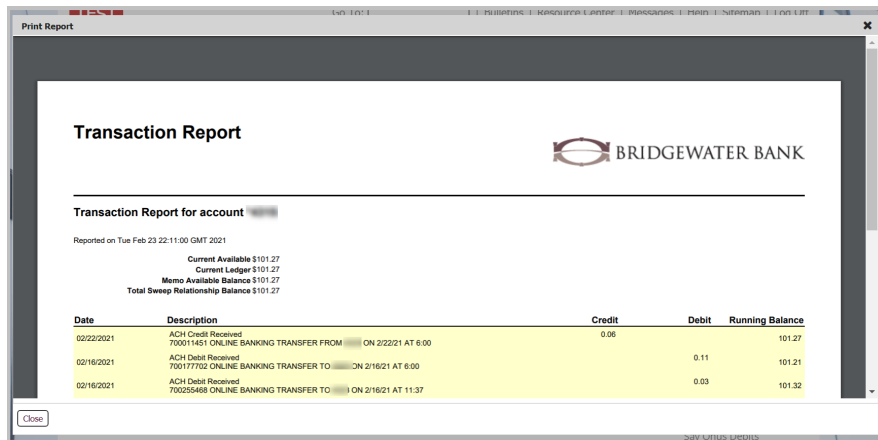 TEST Go To: | Bulletins | Resource Center | Messages | Help | Sitemap | Log Off
Print Report
Transaction Report
BRIDGEWATER BANK
Transaction Report for account
Reported on Tue Feb 23 22:11:00 GMT 2021
Current Available $101.27
Current Ledger $101.27
Memo Available Balance $101.27
Total Sweep Relationship Balance $101.27
Date Description Credit Debit Running Balance
02/22/2021 ACH Credit Received 0.06 101.27
700011451 ONLINE BANKING TRANSFER FROM ON 2/22/21 AT 6:00
02/16/2021 ACH Debit Received 0.11 101.21
700177702 ONLINE BANKING TRANSFER TO ON 2/16/21 AT 6:00
02/16/2021 ACH Debit Received 0.03 101.32
700255468 ONLINE BANKING TRANSFER TO ON 2/16/21 AT 11:37
Close
Sav Onus Debits